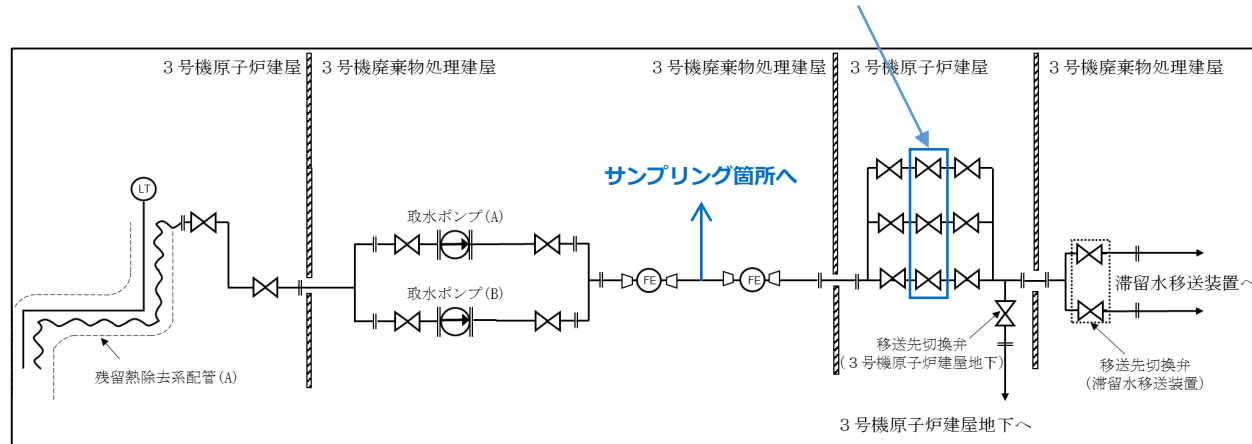 3号機原子炉建屋
3号機廃棄物処理建屋
3号機廃棄物処理建屋
3号機原子炉建屋
3号機廃棄物処理建屋
LT
サンプリング箇所へ
取水ポンプ(A)
FE
FE
取水ポンプ(B)
滞留水移送装置へ
残留熱除去系配管(A)
移送先切換弁
(3号機原子炉建屋地下)
移送先切換弁
(滞留水移送装置)
3号機原子炉建屋地下へ